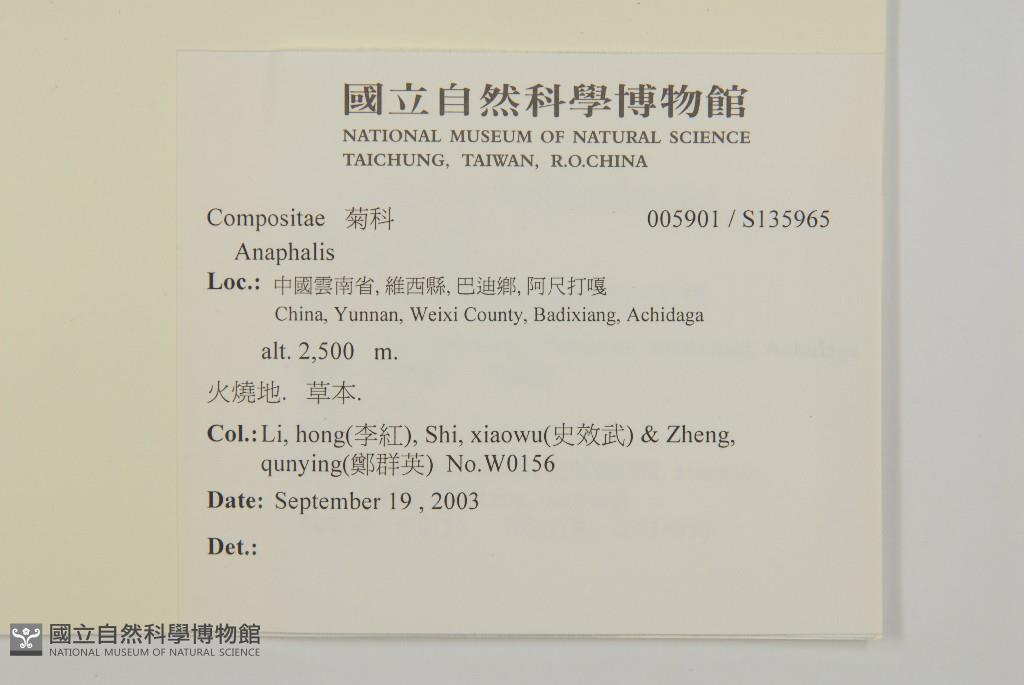 國立自然科學博物館
NATIONAL MUSEUM OF NATURAL SCIENCE
TAICHUNG, TAIWAN, R.O.CHINA
Compositae 菊科 005901 / S135965
Anaphalis
Loc.: 中國雲南省, 維西縣, 巴迪鄉, 阿尺打嘎
China, Yunnan, Weixi County, Badixiang, Achidaga
alt. 2,500 m.
火燒地. 草本.
Col.: Li, hong(李紅), Shi, xiaowu(史效武) & Zheng,
qunying(鄭群英) No.W0156
Date: September 19 , 2003
Det.:
國立自然科學博物館
NATIONAL MUSEUM OF NATURAL SCIENCE